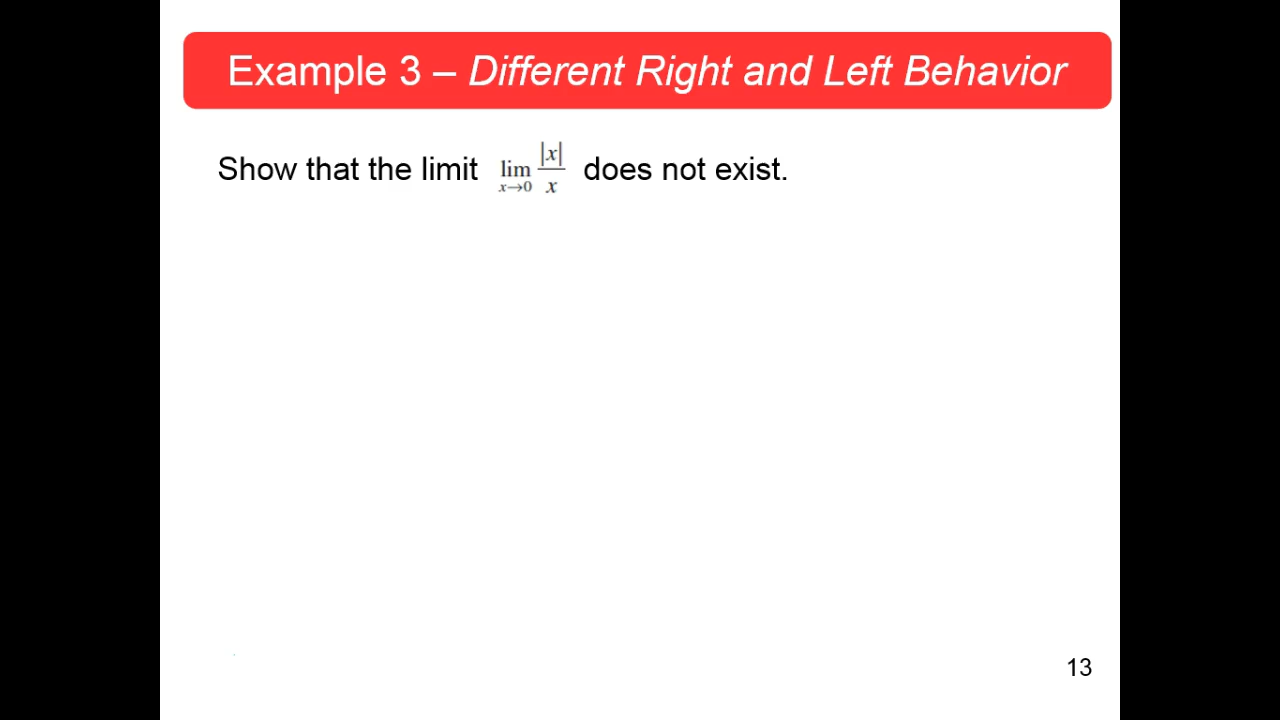 Example 3 – Different Right and Left Behavior
Show that the limit lim x→0 |x|/x does not exist.
13